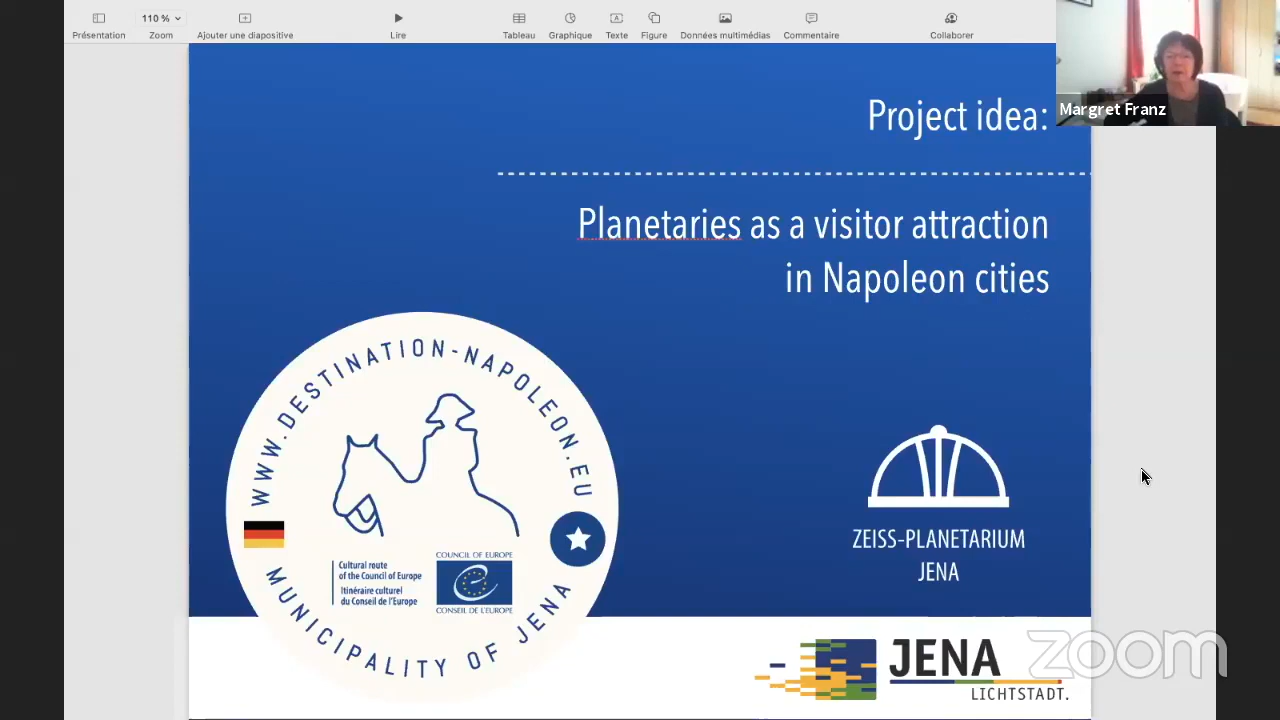 110 %
Présentation
Zoom
Ajouter une diapositive
Lire
Tableau
Graphique
Texte
Figure
Données multimédias
Commentaire
Collaborer
Margret Franz
Project idea:
Planetaries as a visitor attraction
in Napoleon cities
WWW.DESTINATION-NAPOLEON.EU
Cultural route
of the Council of Europe
Itinéraire culturel
du Conseil de l'Europe
COUNCIL OF EUROPE
CONSEIL DE L'EUROPE
MUNICIPALITY OF JENA
ZEISS-PLANETARIUM
JENA
JENA
LICHTSTADT.
zoom